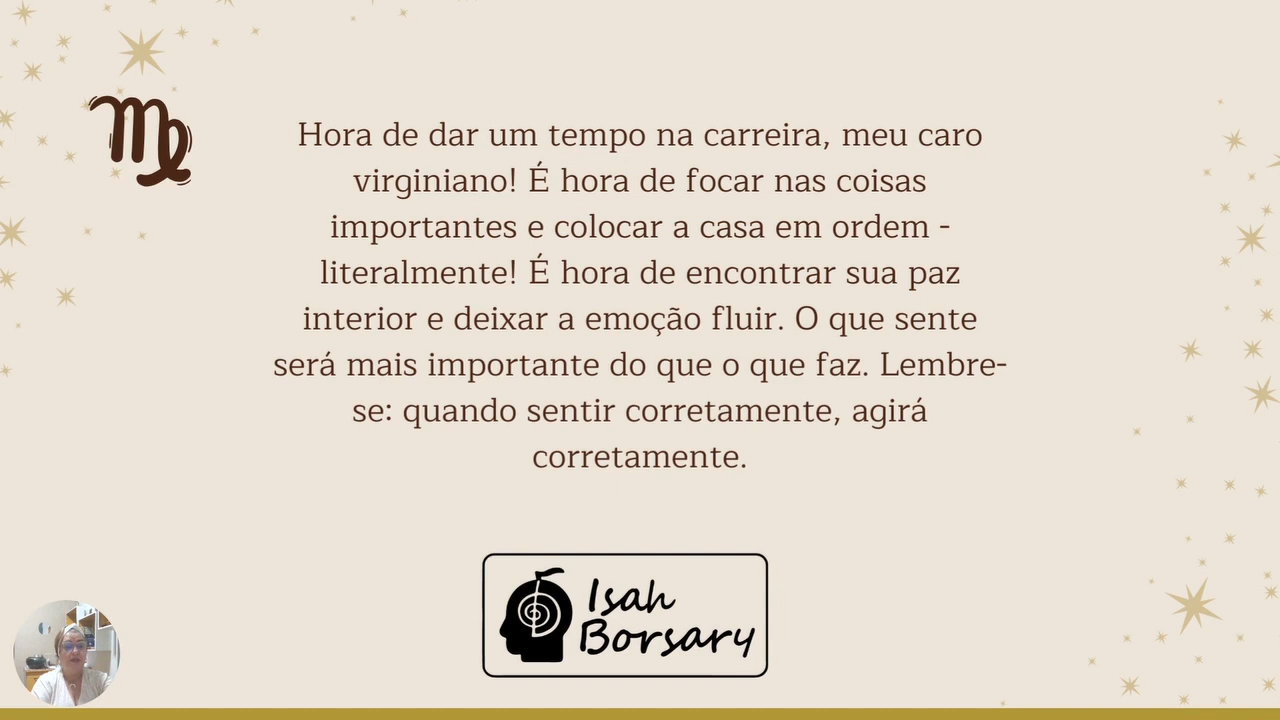 Hora de dar um tempo na carreira, meu caro
virginiano! É hora de focar nas coisas
importantes e colocar a casa em ordem -
literalmente! É hora de encontrar sua paz
interior e deixar a emoção fluir. O que sente
será mais importante do que o que faz. Lembre-
se: quando sentir corretamente, agirá
corretamente.
Isah
Borsary